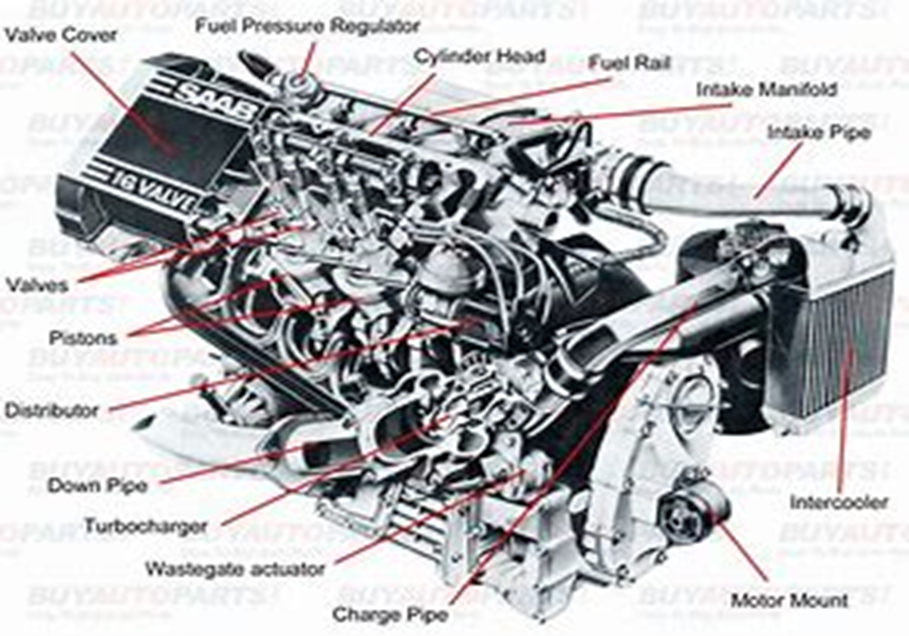 Fuel Pressure Regulator
Valve Cover
Cylinder Head
Fuel Rail
Intake Manifold
Intake Pipe
SAAB
16 VALVE
Valves
Pistons
Distributor
Down Pipe
Turbocharger
Wastegate actuator
Charge Pipe
Intercooler
Motor Mount
BUYAUTOPARTS!